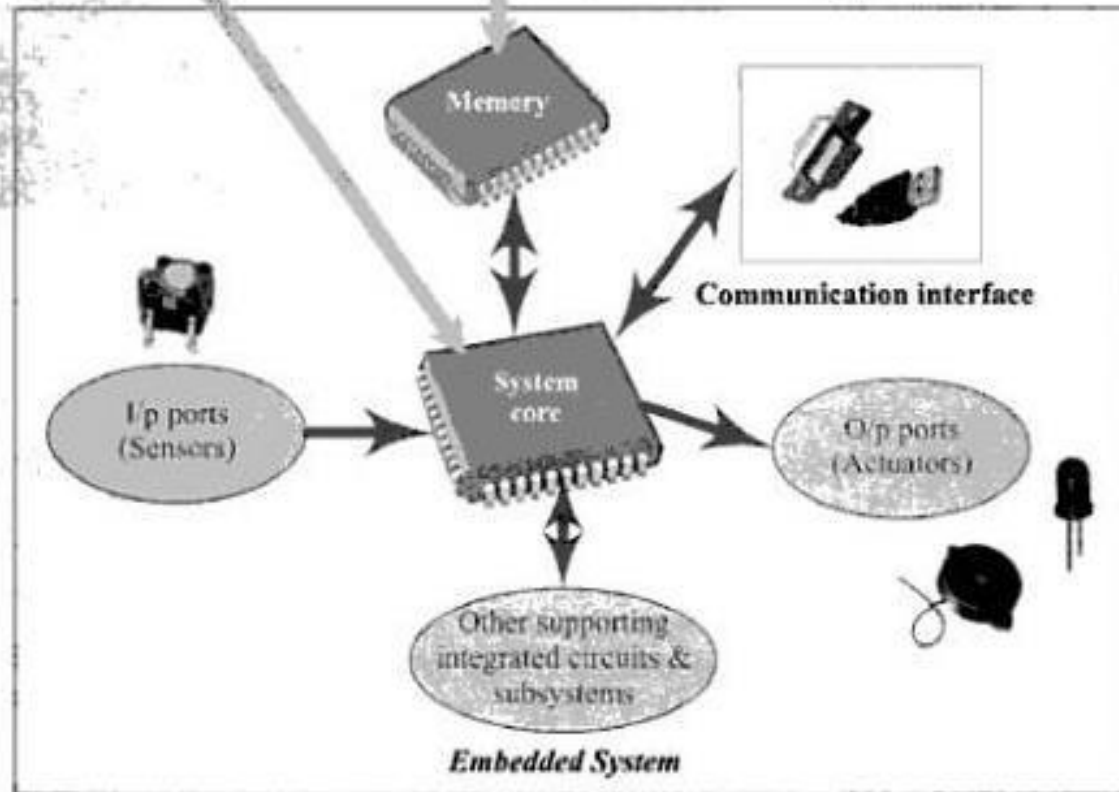 Memory
Communication interface
System
core
I/p ports
(Sensors)
O/p ports
(Actuators)
Other supporting
integrated circuits &
subsystems
Embedded System